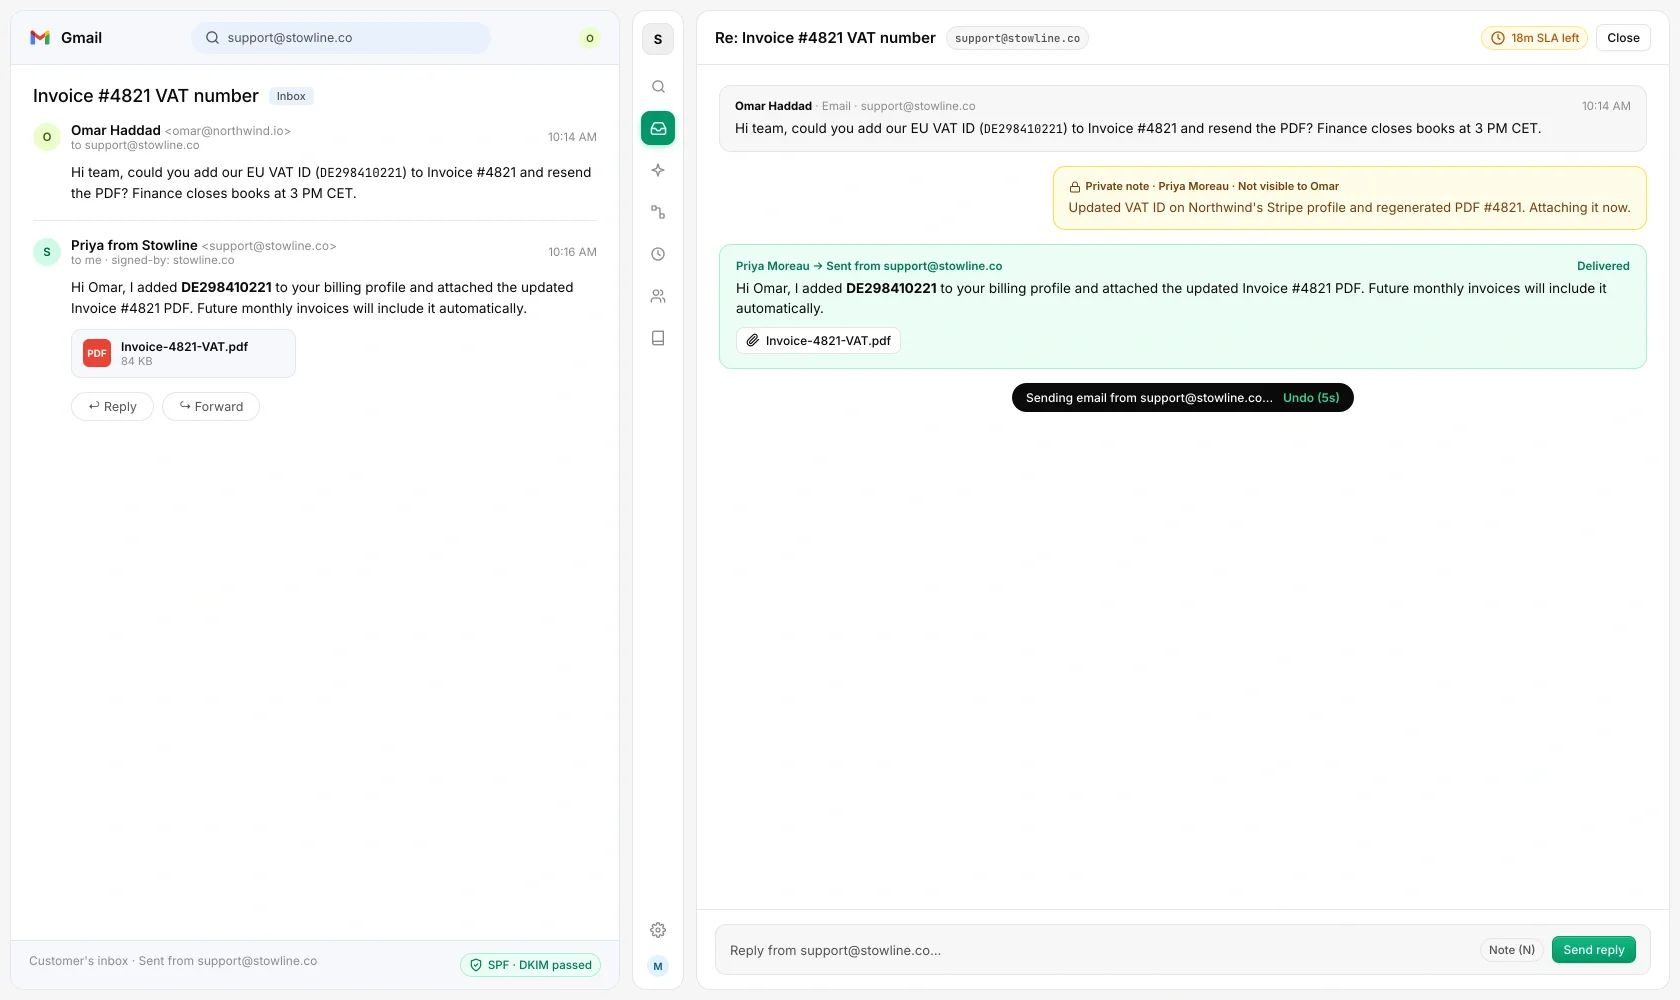 Gmail
support@stowline.co
O
Invoice #4821 VAT number Inbox
O
Omar Haddad <omar@northwind.io>
10:14 AM
to support@stowline.co
Hi team, could you add our EU VAT ID (DE298410221) to Invoice #4821 and resend
the PDF? Finance closes books at 3 PM CET.
S
Priya from Stowline <support@stowline.co>
10:16 AM
to me · signed-by: stowline.co
Hi Omar, I added DE298410221 to your billing profile and attached the updated
Invoice #4821 PDF. Future monthly invoices will include it automatically.
PDF
Invoice-4821-VAT.pdf
84 KB
↩ Reply
↪ Forward
Customer's inbox · Sent from support@stowline.co
SPF · DKIM passed
S
M
Re: Invoice #4821 VAT number
support@stowline.co
18m SLA left
Close
Omar Haddad · Email · support@stowline.co
10:14 AM
Hi team, could you add our EU VAT ID (DE298410221) to Invoice #4821 and resend the PDF? Finance closes books at 3 PM CET.
Private note · Priya Moreau · Not visible to Omar
Updated VAT ID on Northwind's Stripe profile and regenerated PDF #4821. Attaching it now.
Priya Moreau → Sent from support@stowline.co
Delivered
Hi Omar, I added DE298410221 to your billing profile and attached the updated Invoice #4821 PDF. Future monthly invoices will include it
automatically.
Invoice-4821-VAT.pdf
Sending email from support@stowline.co... Undo (5s)
Reply from support@stowline.co...
Note (N)
Send reply